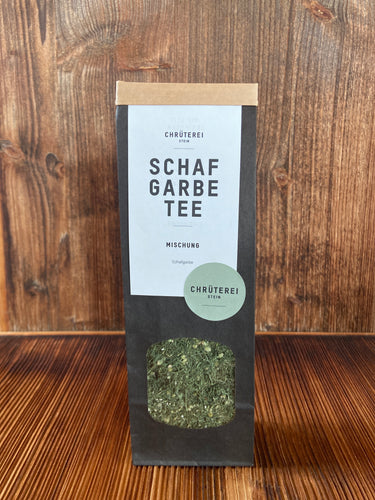 CHRÜTEREI
STEIN
SCHAF
GARBE
TEE
MISCHUNG
Schafgarbe
CHRÜTEREI
STEIN